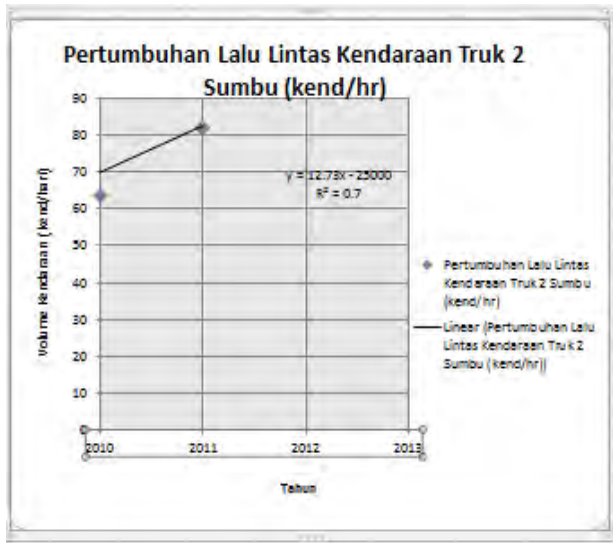 Pertumbuhan Lalu Lintas Kendaraan Truk 2
Sumbu (kend/hr)
Volume Kendaraan (kend/hari)
90
80
70
60
50
40
30
20
10
0
y = 12.73x - 25000
R² = 0.7
2010
2011
2012
2013
Tahun
Pertumbuhan Lalu Lintas
Kendaraan Truk 2 Sumbu
(kend/hr)
Linear (Pertumbuhan Lalu
Lintas Kendaraan Truk 2
Sumbu (kend/hr))